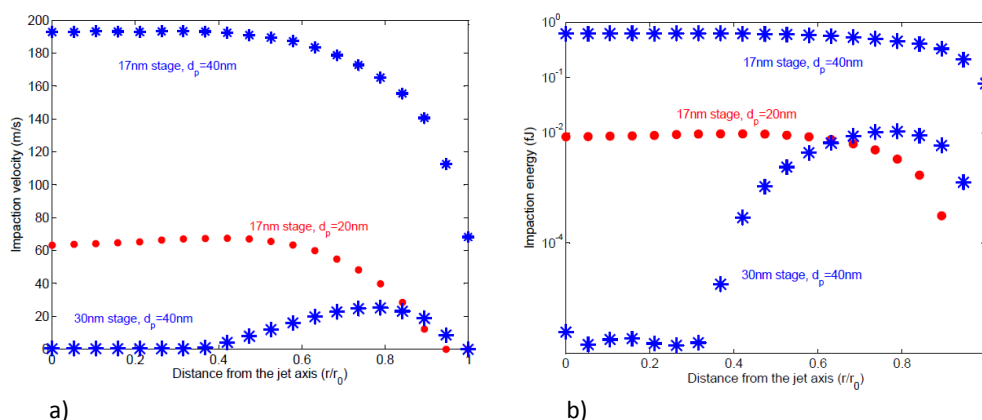 200
180
160
140
120
100
80
60
40
20
0
Impaction velocity (m/s)
17nm stage, dp=40nm
17nm stage, dp=20nm
30nm stage, dp=40nm
0 0.2 0.4 0.6 0.8 1
Distance from the jet axis (r/r0)
a)
10^0
10^-1
10^-2
10^-4
Impaction energy (fJ)
17nm stage, dp=40nm
17nm stage, dp=20nm
30nm stage, dp=40nm
0 0.2 0.4 0.6 0.8
Distance from the jet axis (r/r0)
b)